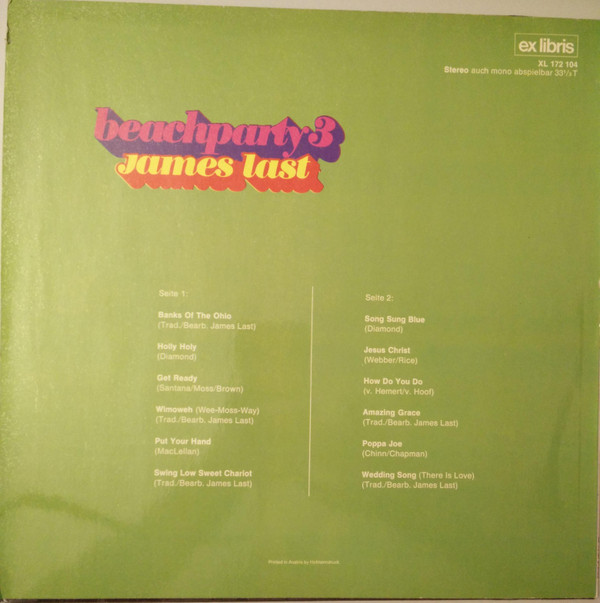 ex libris
XL 172 104
Stereo auch mono abspielbar 33⅓ T
beachparty 3
James last
Seite 1:
Banks Of The Ohio
(Trad./Bearb. James Last)
Holly Holy
(Diamond)
Get Ready
(Santana/Moss/Brown)
Wimoweh (Wee-Moss-Way)
(Trad./Bearb. James Last)
Put Your Hand
(MacLellan)
Swing Low Sweet Chariot
(Trad./Bearb. James Last)
Seite 2:
Song Sung Blue
(Diamond)
Jesus Christ
(Webber/Rice)
How Do You Do
(v. Hemert/v. Hoof)
Amazing Grace
(Trad./Bearb. James Last)
Poppa Joe
(Chinn/Chapman)
Wedding Song (There Is Love)
(Trad./Bearb. James Last)
Printed in Austria by